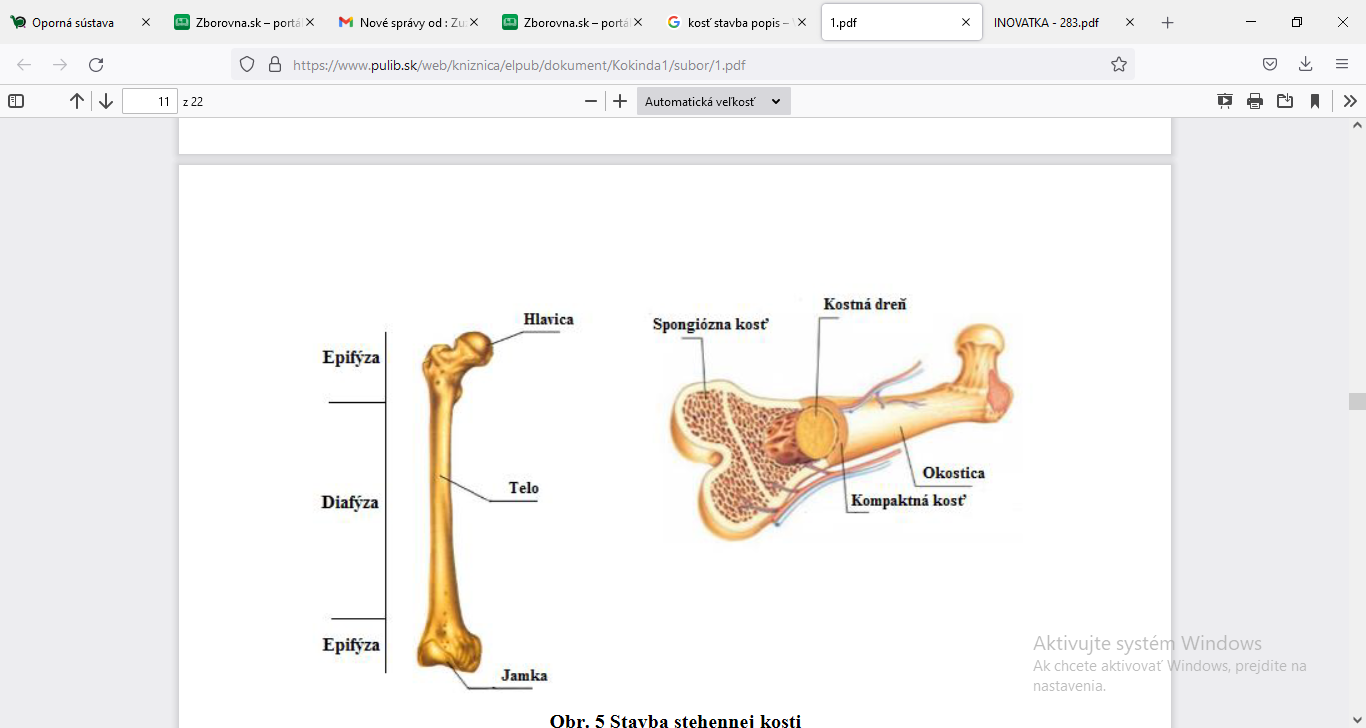 Oporná sústava
Zborovna.sk – portá
Nové správy od : Zu
Zborovna.sk – portá
kosť stavba popis –
1.pdf
INOVATKA - 283.pdf
https://www.pulib.sk/web/kniznica/elpub/dokument/Kokinda1/subor/1.pdf
11 z 22
Automatická veľkosť
Hlavica
Epifýza
Telo
Diafýza
Epifýza
Jamka
Kostná dreň
Spongiózna kosť
Okostica
Kompaktná kosť
Obr. 5 Stavba stehennej kosti
Aktivujte systém Windows
Ak chcete aktivovať Windows, prejdite na
nastavenia.